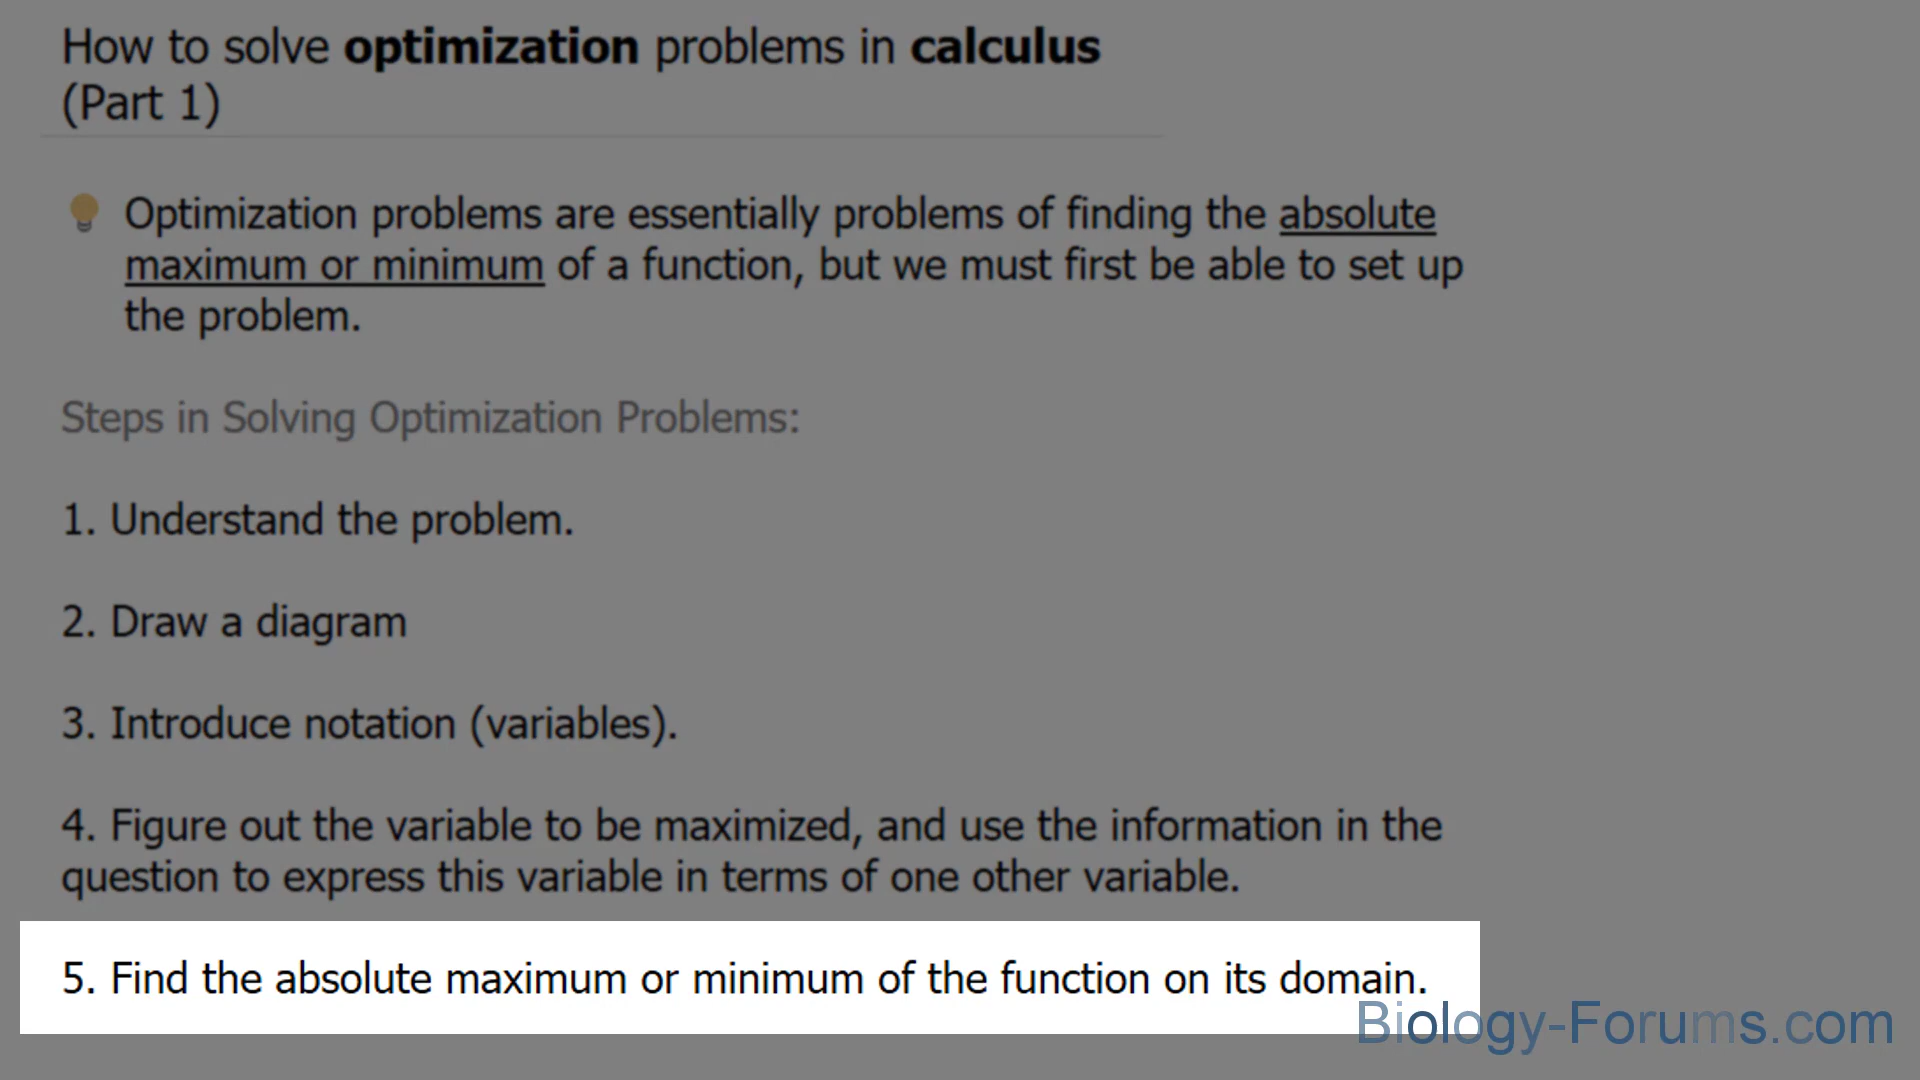 How to solve optimization problems in calculus
(Part 1)
Optimization problems are essentially problems of finding the absolute
maximum or minimum of a function, but we must first be able to set up
the problem.
Steps in Solving Optimization Problems:
1. Understand the problem.
2. Draw a diagram
3. Introduce notation (variables).
4. Figure out the variable to be maximized, and use the information in the
question to express this variable in terms of one other variable.
5. Find the absolute maximum or minimum of the function on its domain.
Biology-Forums.com